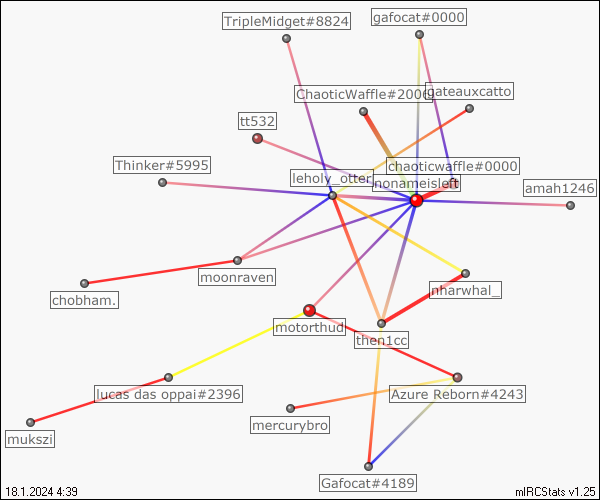 TripleMidget#8824
gafocat#0000
ChaoticWaffle#2006
gateauxcatto
tt532
Thinker#5995
chaoticwaffle#0000
leholy_otter
nonameisleft
amah1246
moonraven
nharwhal_
chobham.
motorthud
then1cc
lucas das oppai#2396
Azure Reborn#4243
mukszi
mercurybro
Gafocat#4189
18.1.2024 4:39
mIRCStats v1.25